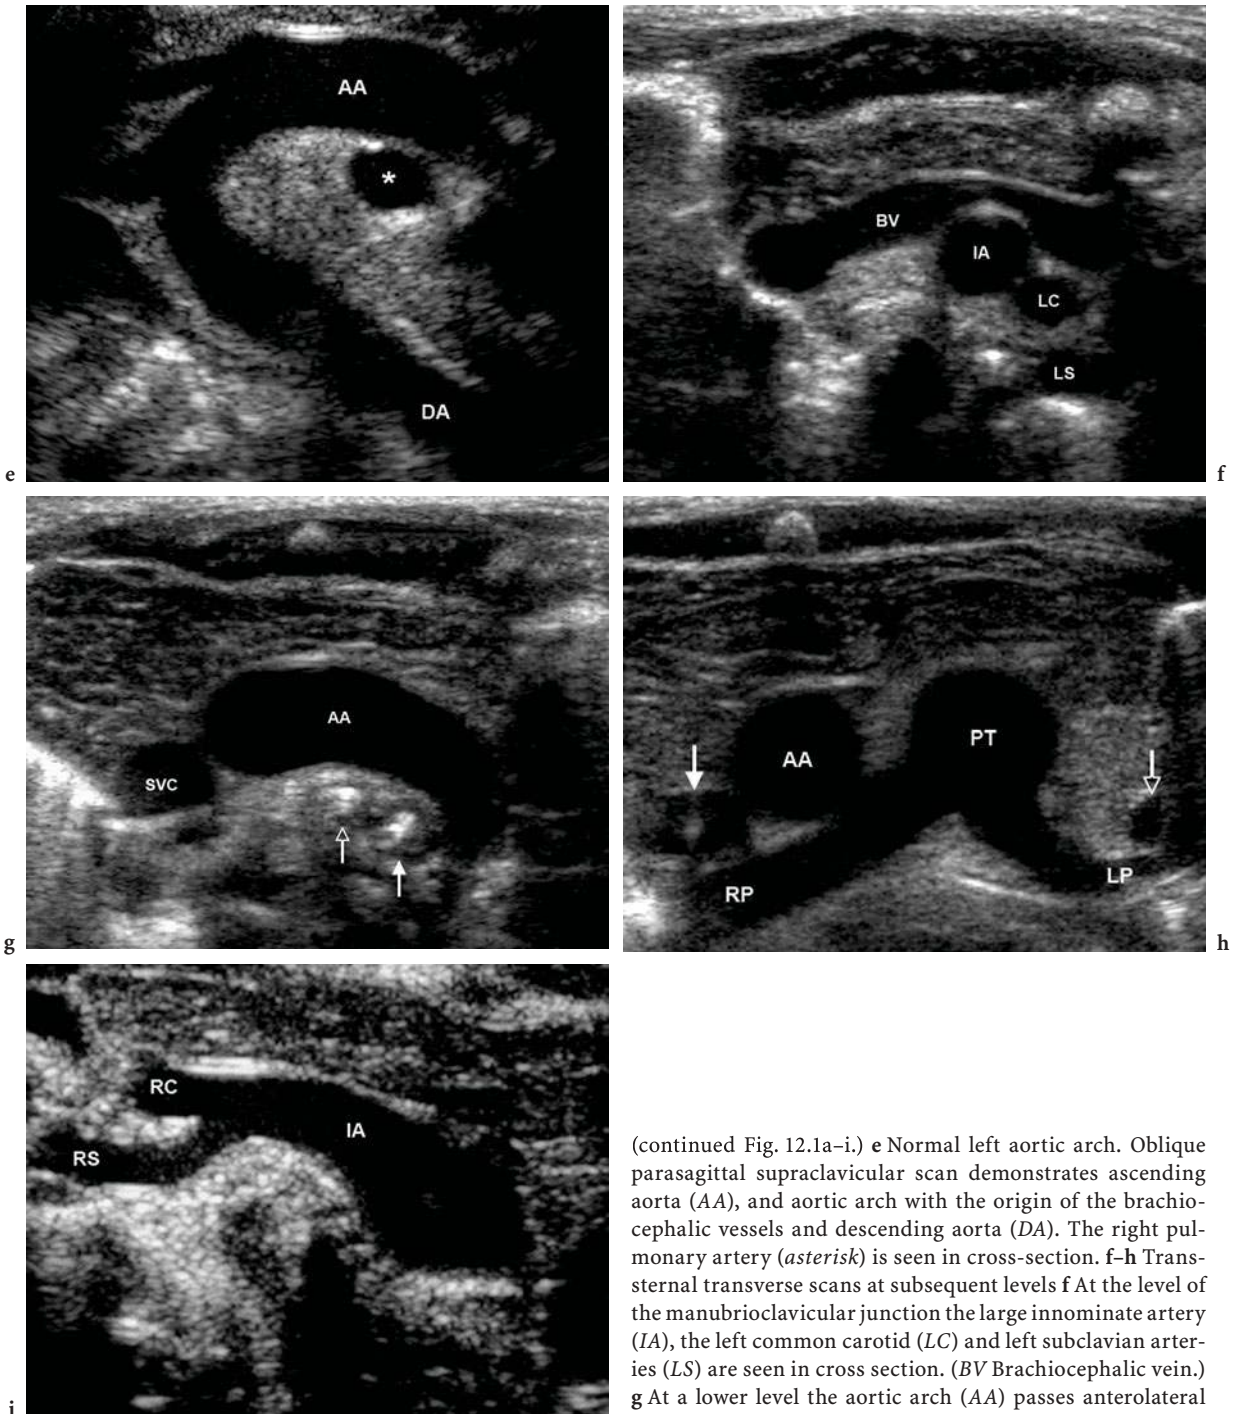 AA
*
DA
e
BV
IA
LC
LS
f
AA
SVC
g
AA
PT
RP
LP
h
RC
IA
RS
i
(continued Fig. 12.1a–i.) e Normal left aortic arch. Oblique
parasagittal supraclavicular scan demonstrates ascending
aorta (AA), and aortic arch with the origin of the brachio-
cephalic vessels and descending aorta (DA). The right pul-
monary artery (asterisk) is seen in cross-section. f–h Trans-
sternal transverse scans at subsequent levels f At the level of
the manubrioclavicular junction the large innominate artery
(IA), the left common carotid (LC) and left subclavian arter-
ies (LS) are seen in cross section. (BV Brachiocephalic vein.)
g At a lower level the aortic arch (AA) passes anterolateral